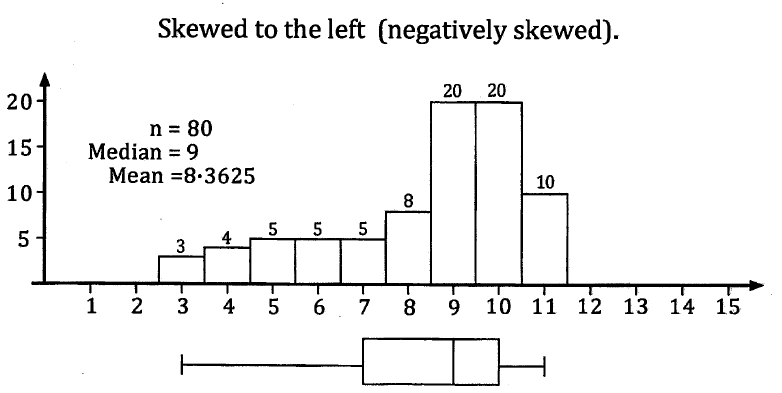 Skewed to the left (negatively skewed).
20 20
20
n = 80
15
Median = 9
Mean =8·3625
10
10
8
5 5 5
4
3
5
1 2 3 4 5 6 7 8 9 10 11 12 13 14 15